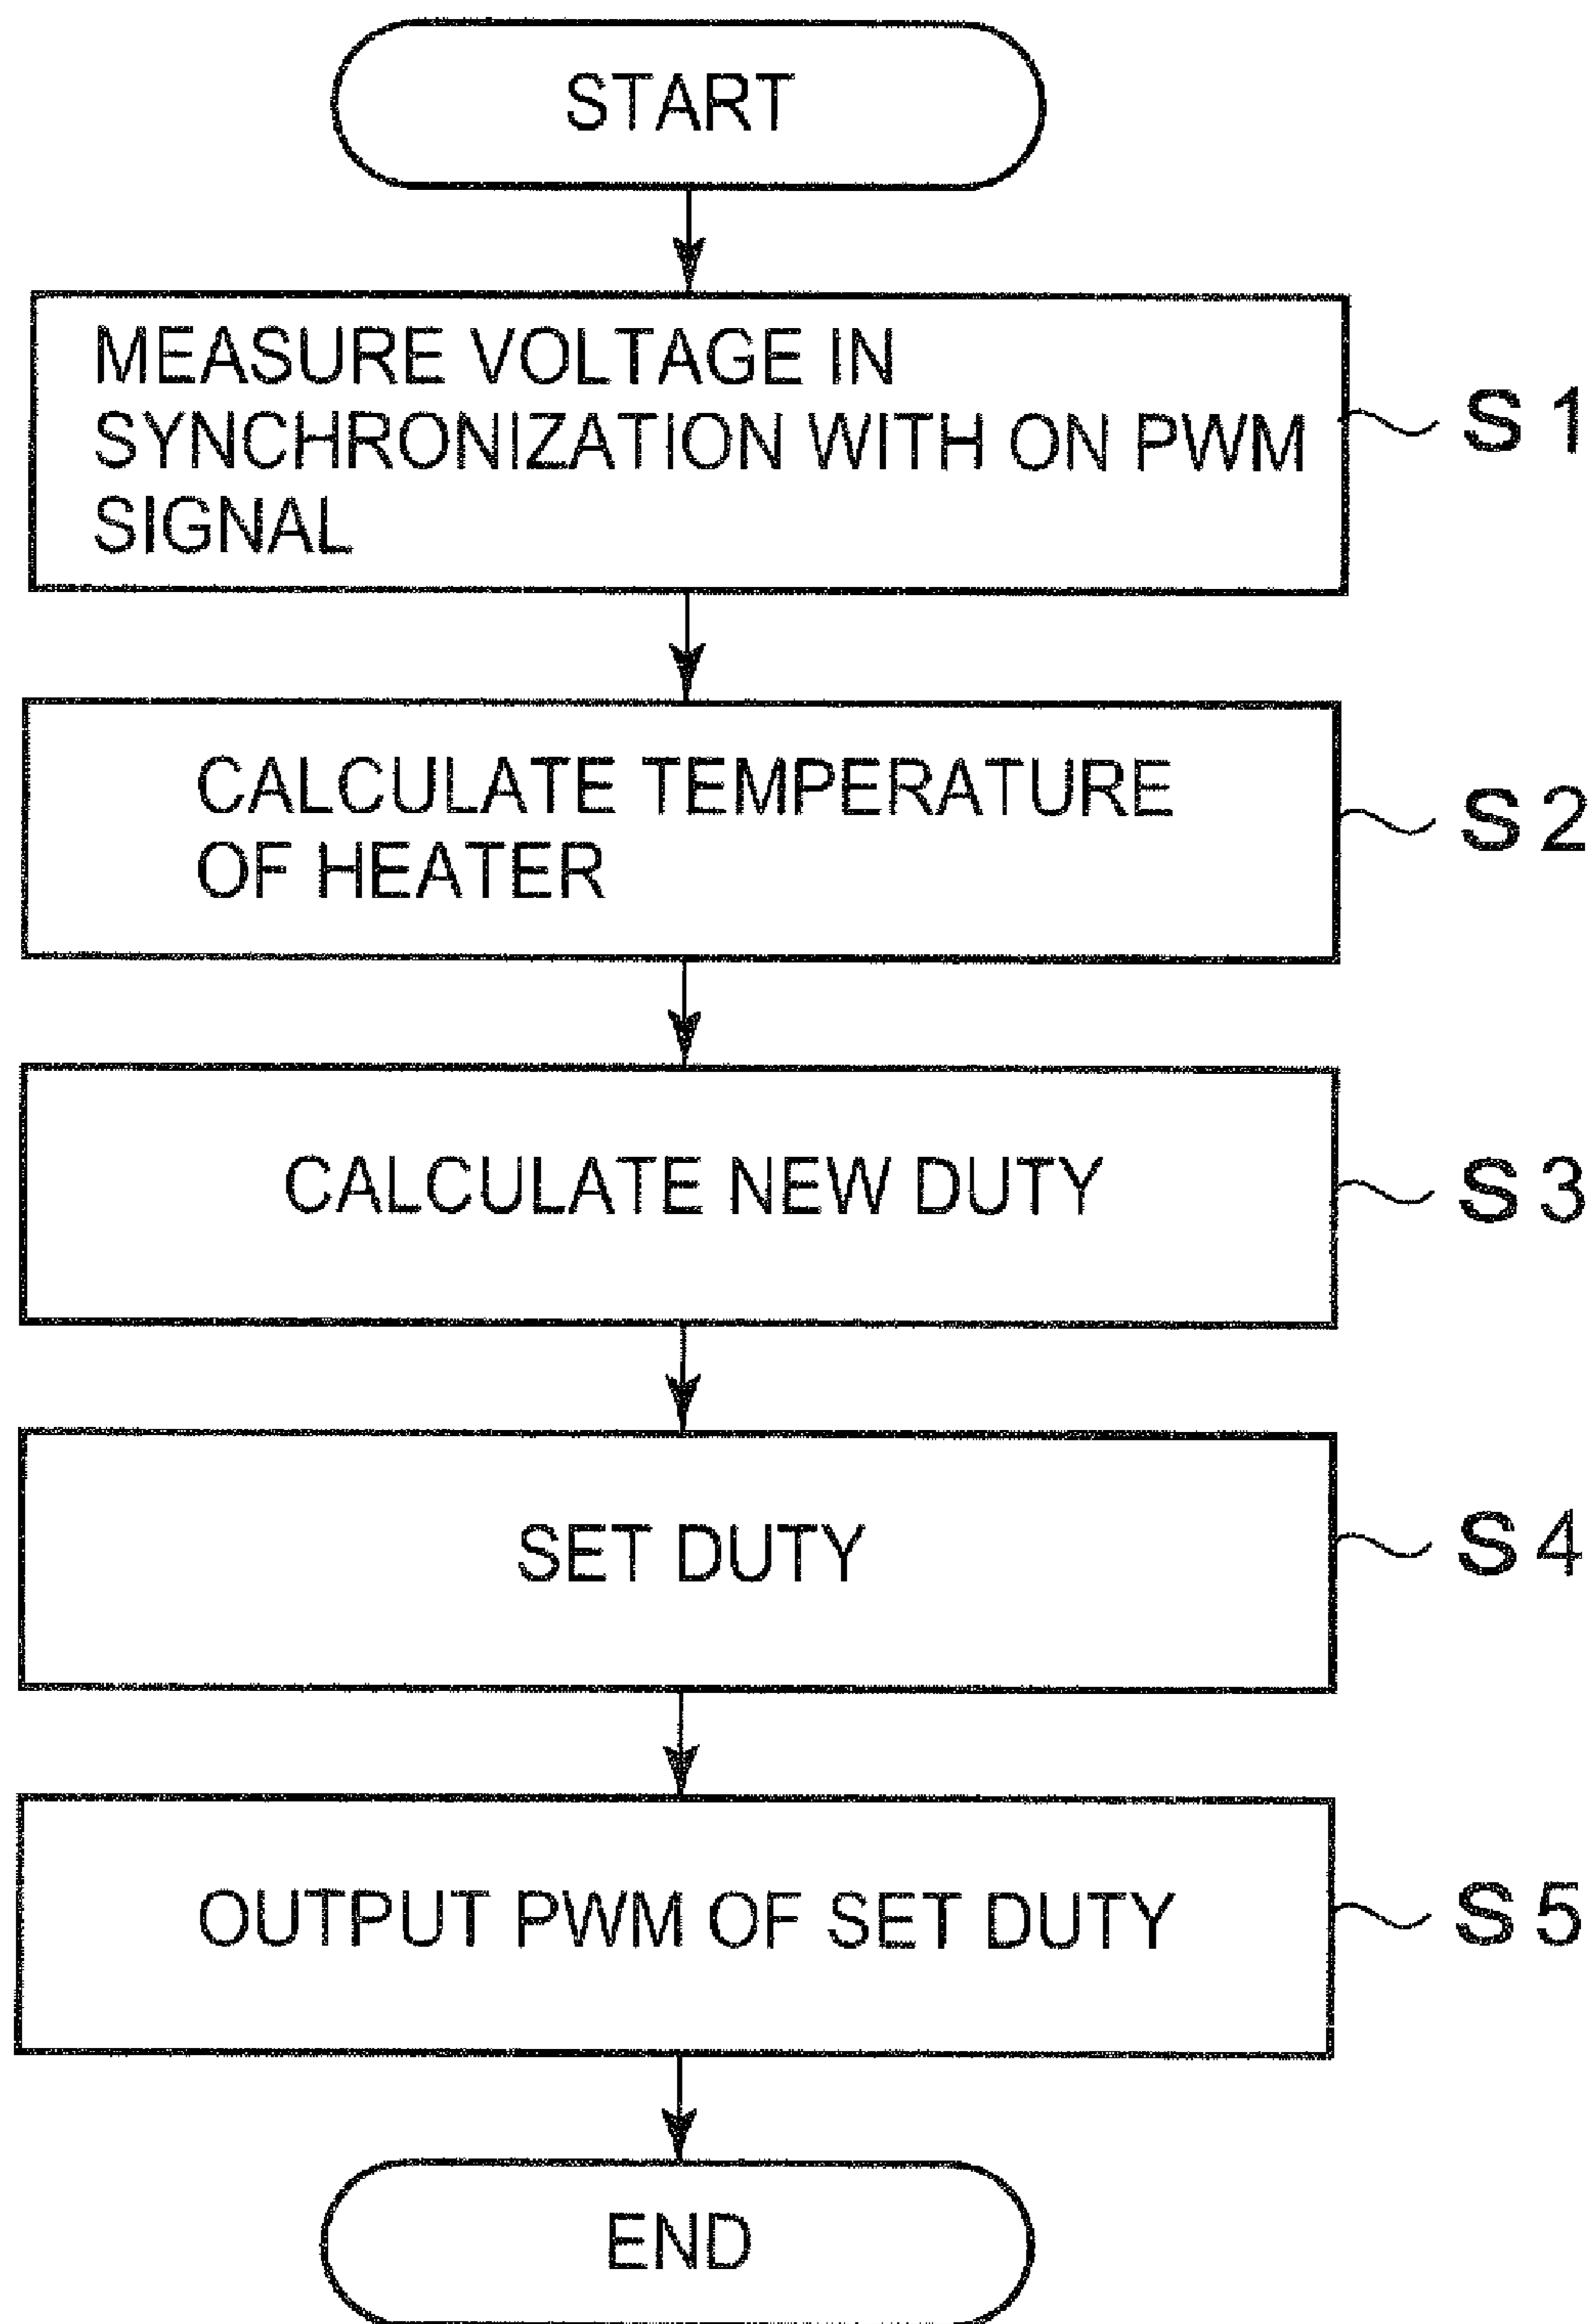 START
MEASURE VOLTAGE IN
SYNCHRONIZATION WITH ON PWM
SIGNAL
S1
CALCULATE TEMPERATURE
OF HEATER
S2
CALCULATE NEW DUTY
S3
SET DUTY
S4
OUTPUT PWM OF SET DUTY
S5
END